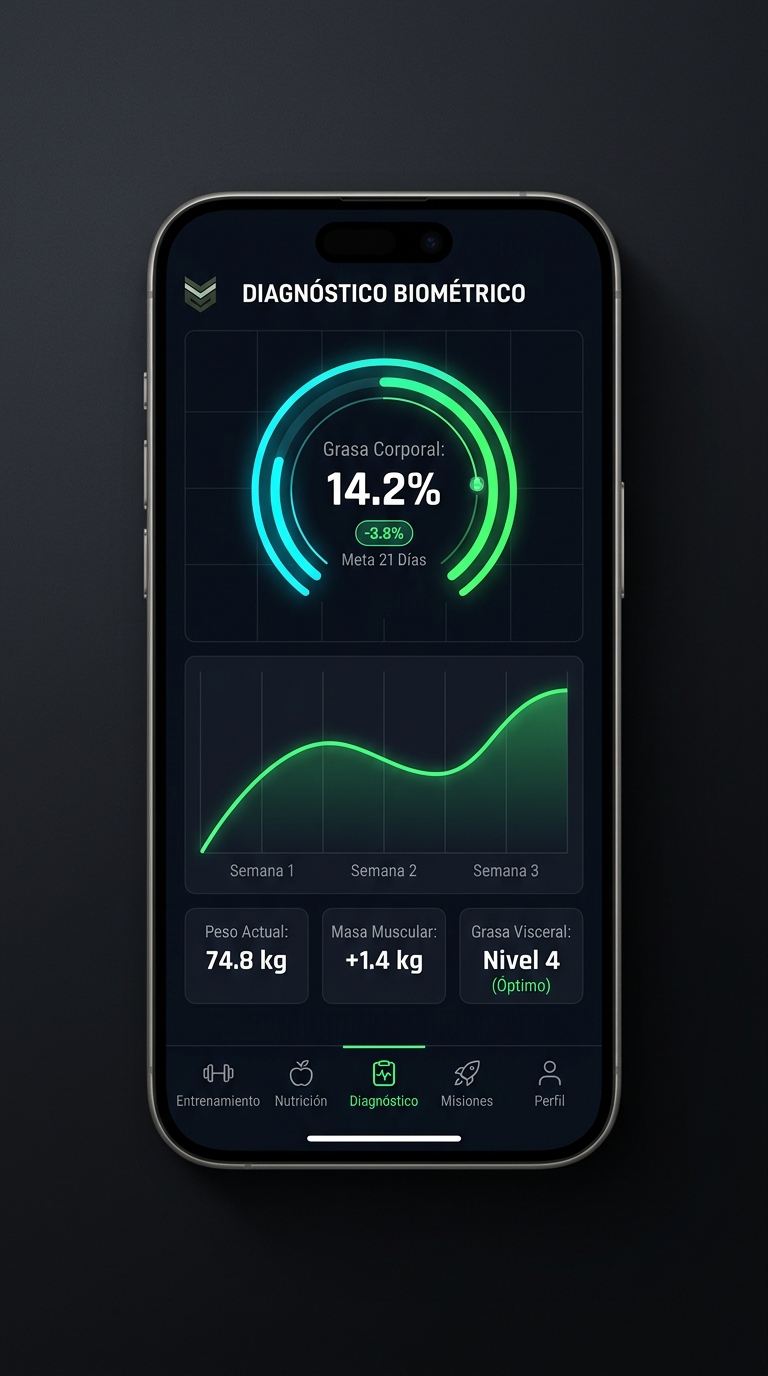 DIAGNÓSTICO BIOMÉTRICO
Grasa Corporal:
14.2%
-3.8%
Meta 21 Días
Semana 1 Semana 2 Semana 3
Peso Actual:
74.8 kg
Masa Muscular:
+1.4 kg
Grasa Visceral:
Nivel 4
(Óptimo)
Entrenamiento Nutrición Diagnóstico Misiones Perfil